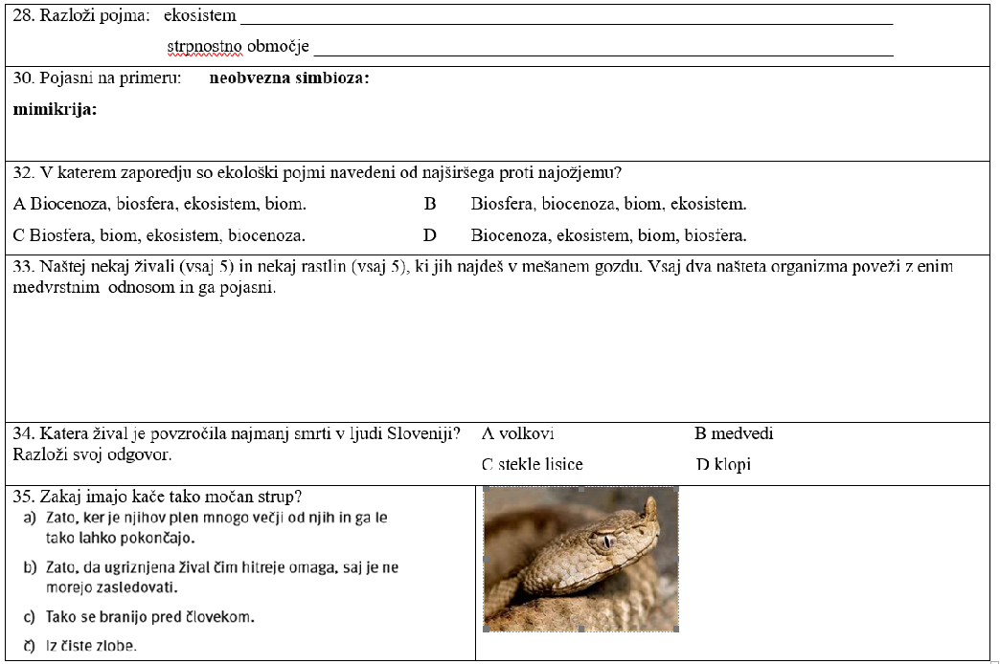 28. Razloži pojma: ekosistem ________________
strpnostno območje ________________
30. Pojasni na primeru: neobvezna simbioza:
mimikrija:
32. V katerem zaporedju so ekološki pojmi navedeni od najširšega proti najožjemu?
A Biocenoza, biosfera, ekosistem, biom. B Biosfera, biocenoza, biom, ekosistem.
C Biosfera, biom, ekosistem, biocenoza. D Biocenoza, ekosistem, biom, biosfera.
33. Naštej nekaj živali (vsaj 5) in nekaj rastlin (vsaj 5), ki jih najdeš v mešanem gozdu. Vsaj dva našteta organizma poveži z enim
medvrstnim odnosom in ga pojasni.
34. Katera žival je povzročila najmanj smrti v ljudi Sloveniji? A volkovi B medvedi
Razloži svoj odgovor.
C stekle lisice D klopi
35. Zakaj imajo kače tako močan strup?
a) Zato, ker je njihov plen mnogo večji od njih in ga le
tako lahko pokončajo.
b) Zato, da ugriznjena žival čim hitreje omaga, saj je ne
morejo zasledovati.
c) Tako se branijo pred človekom.
č) Iz čiste zlobe.